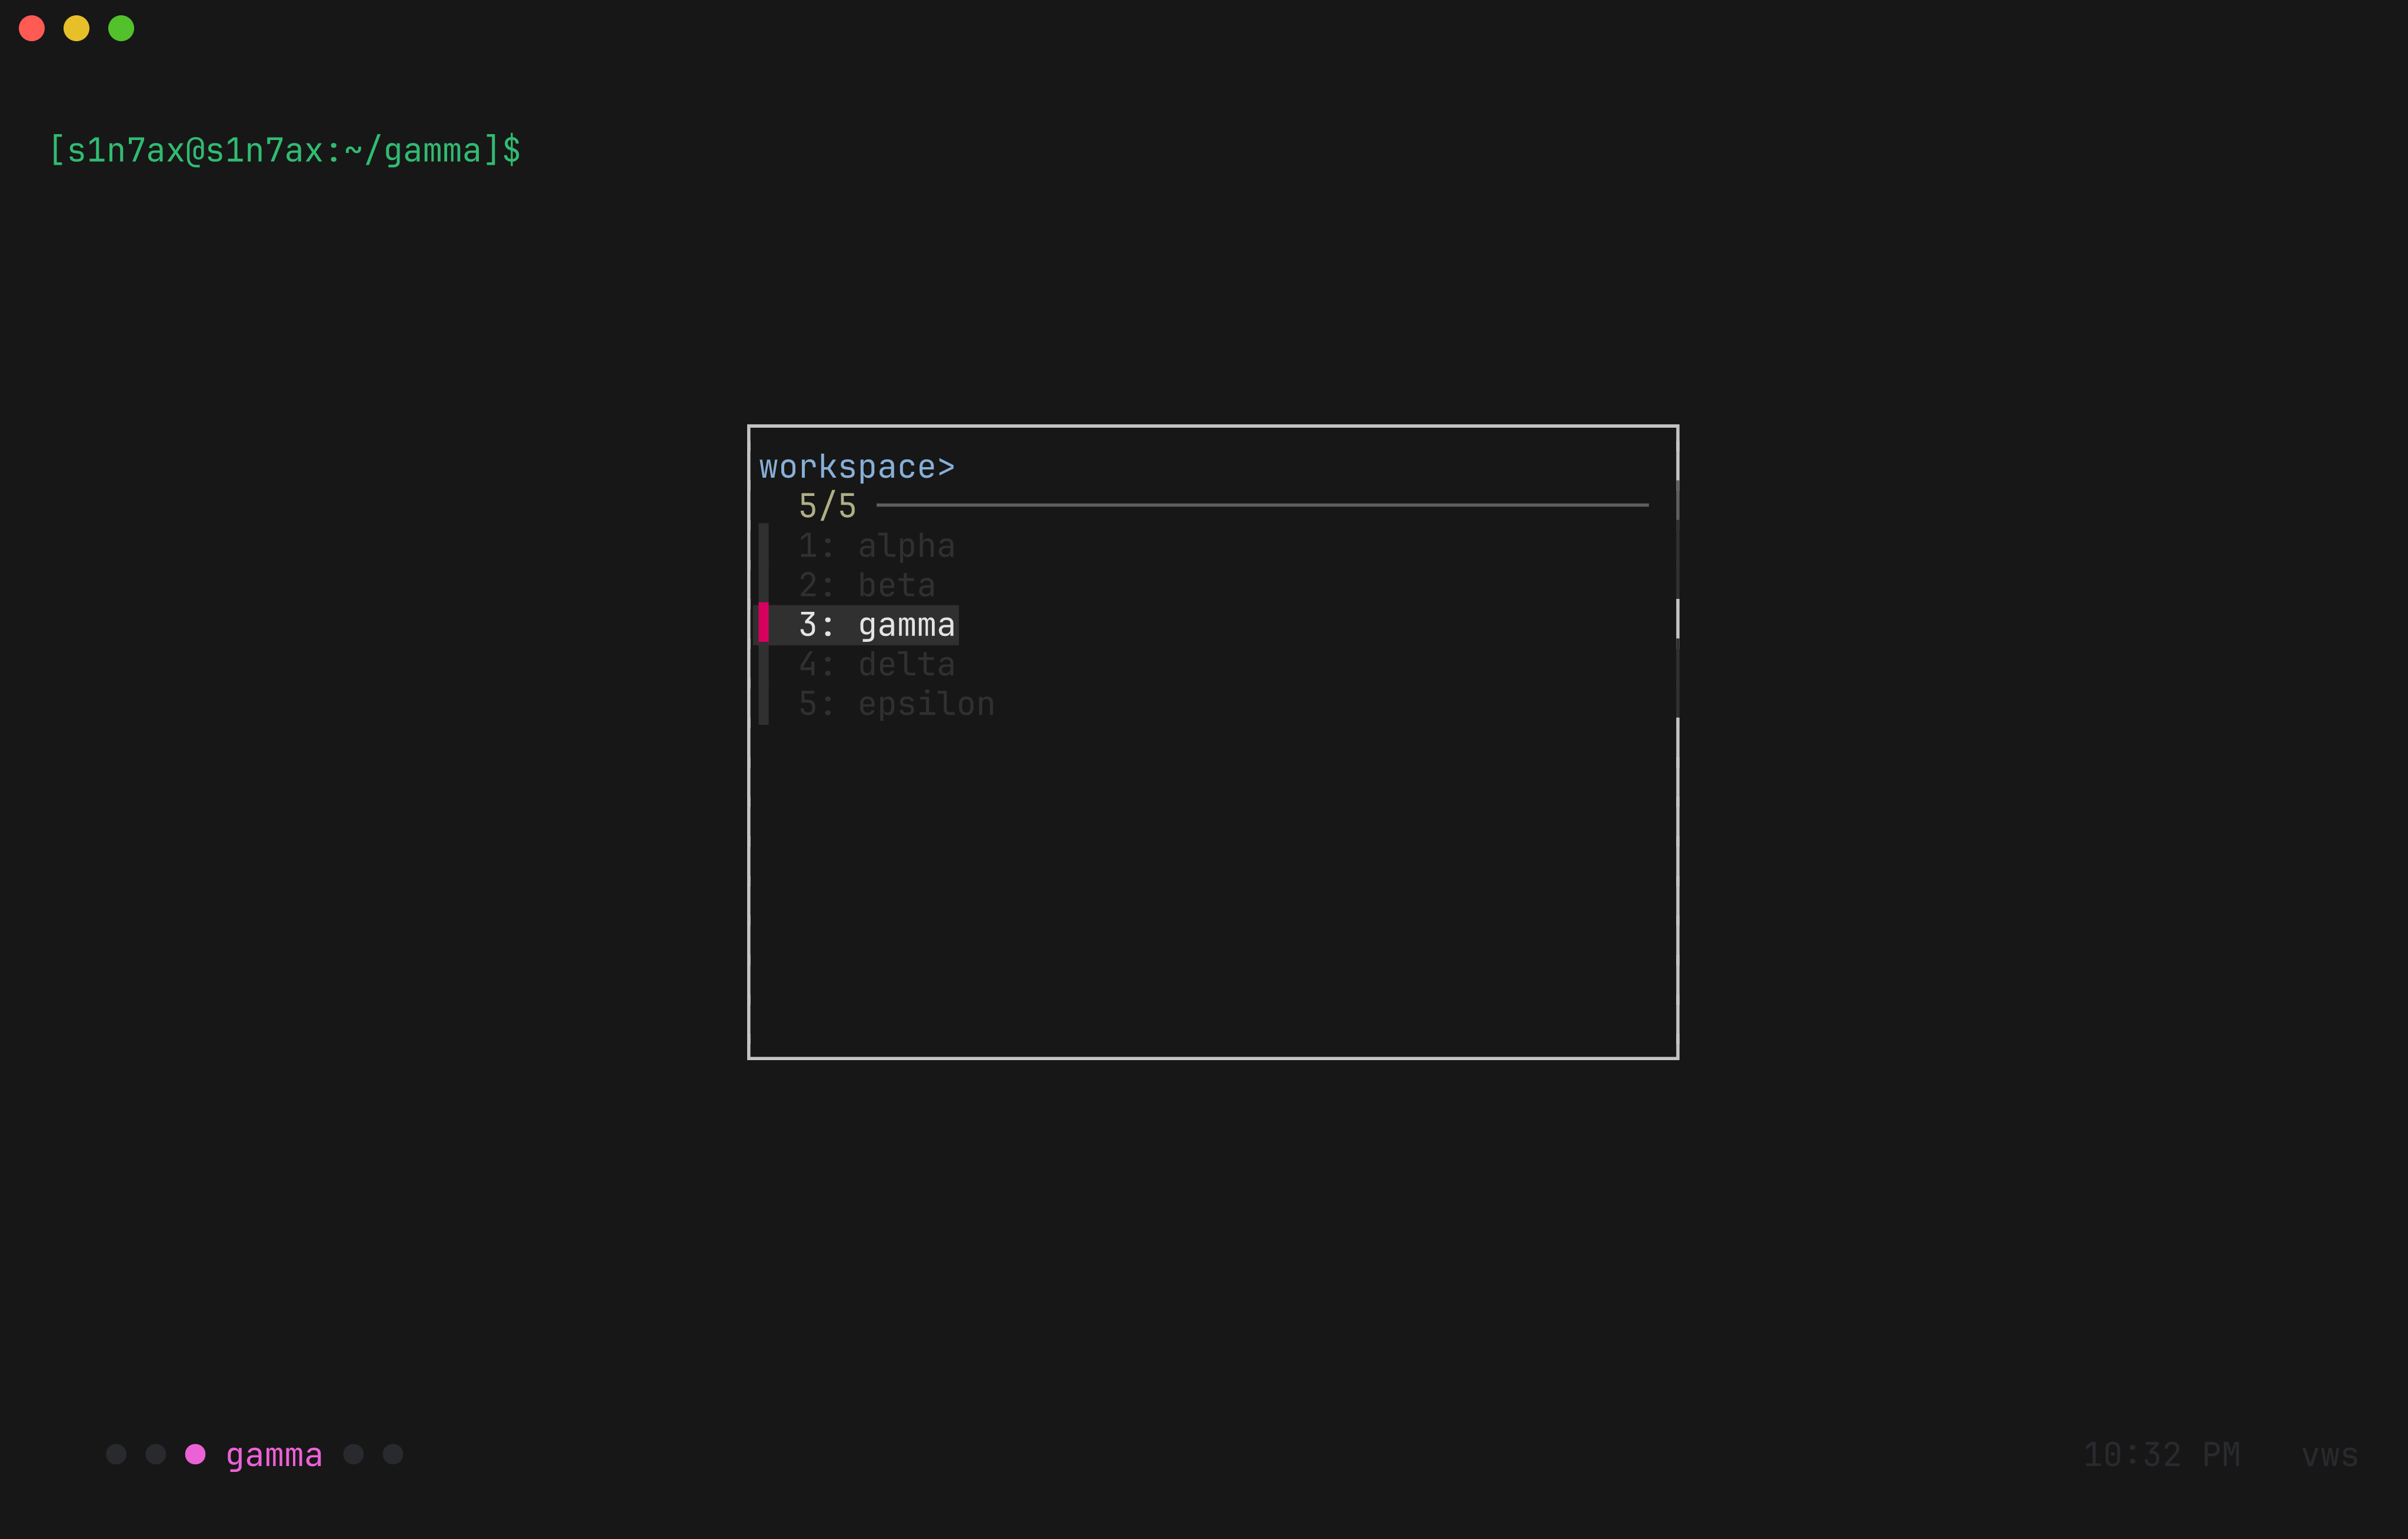 [s1n7ax@s1n7ax:~/gamma]$
workspace>
5/5
1: alpha
2: beta
3: gamma
4: delta
5: epsilon
gamma
10:32 PM vws